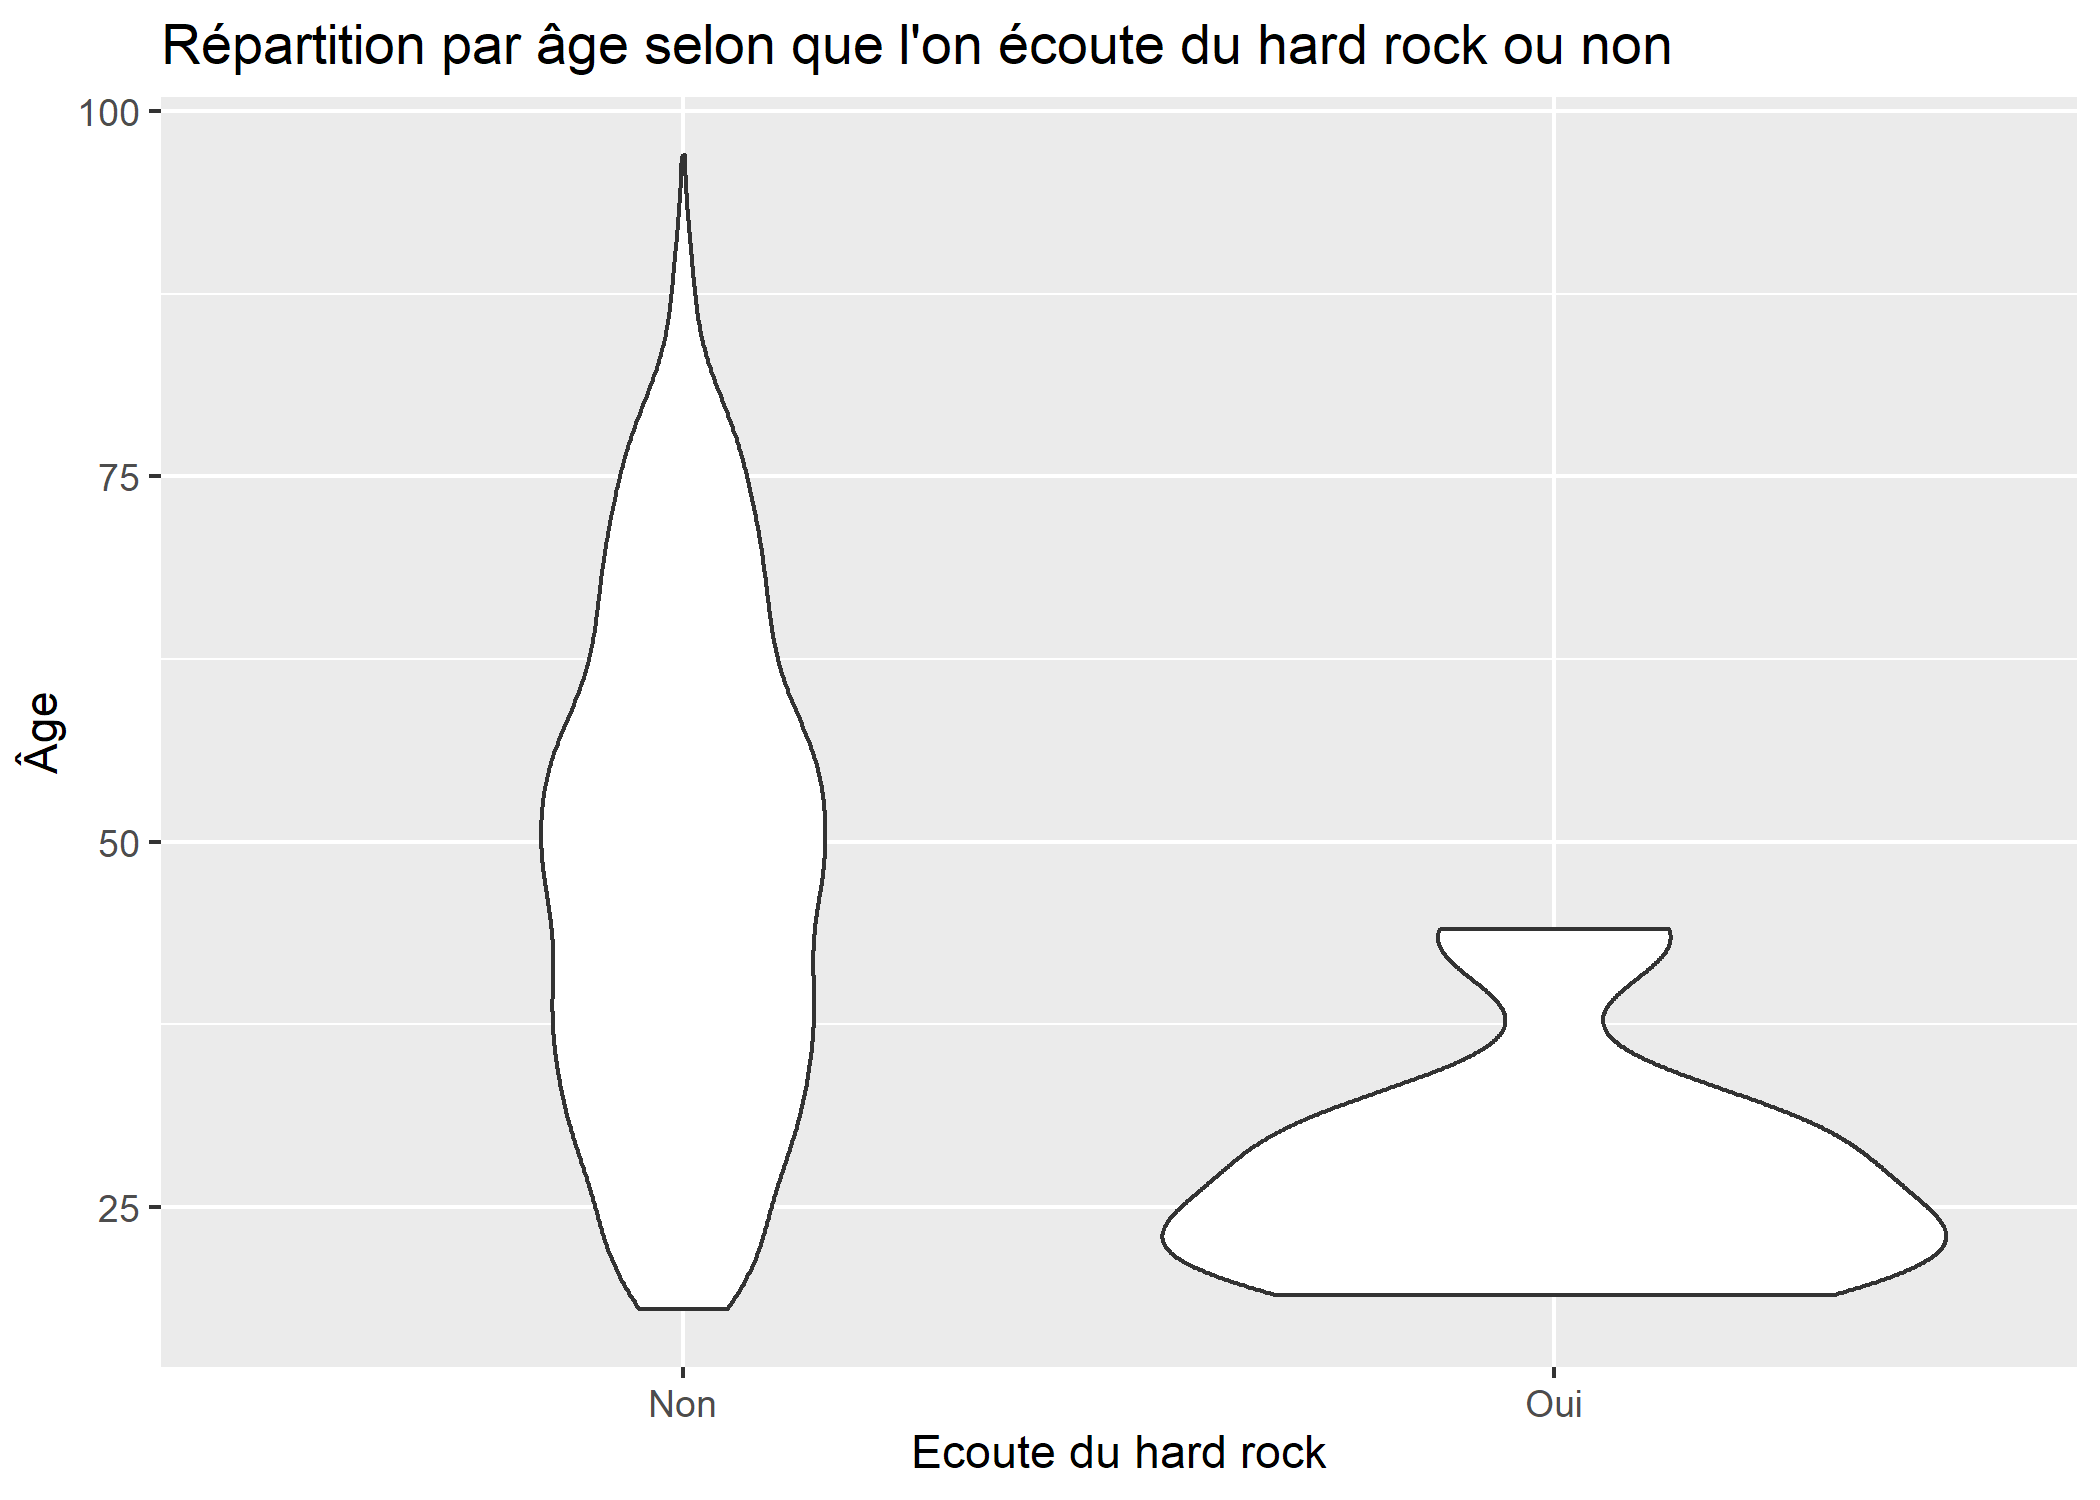 Répartition par âge selon que l'on écoute du hard rock ou non
100
75
50
25
Âge
Non
Oui
Ecoute du hard rock